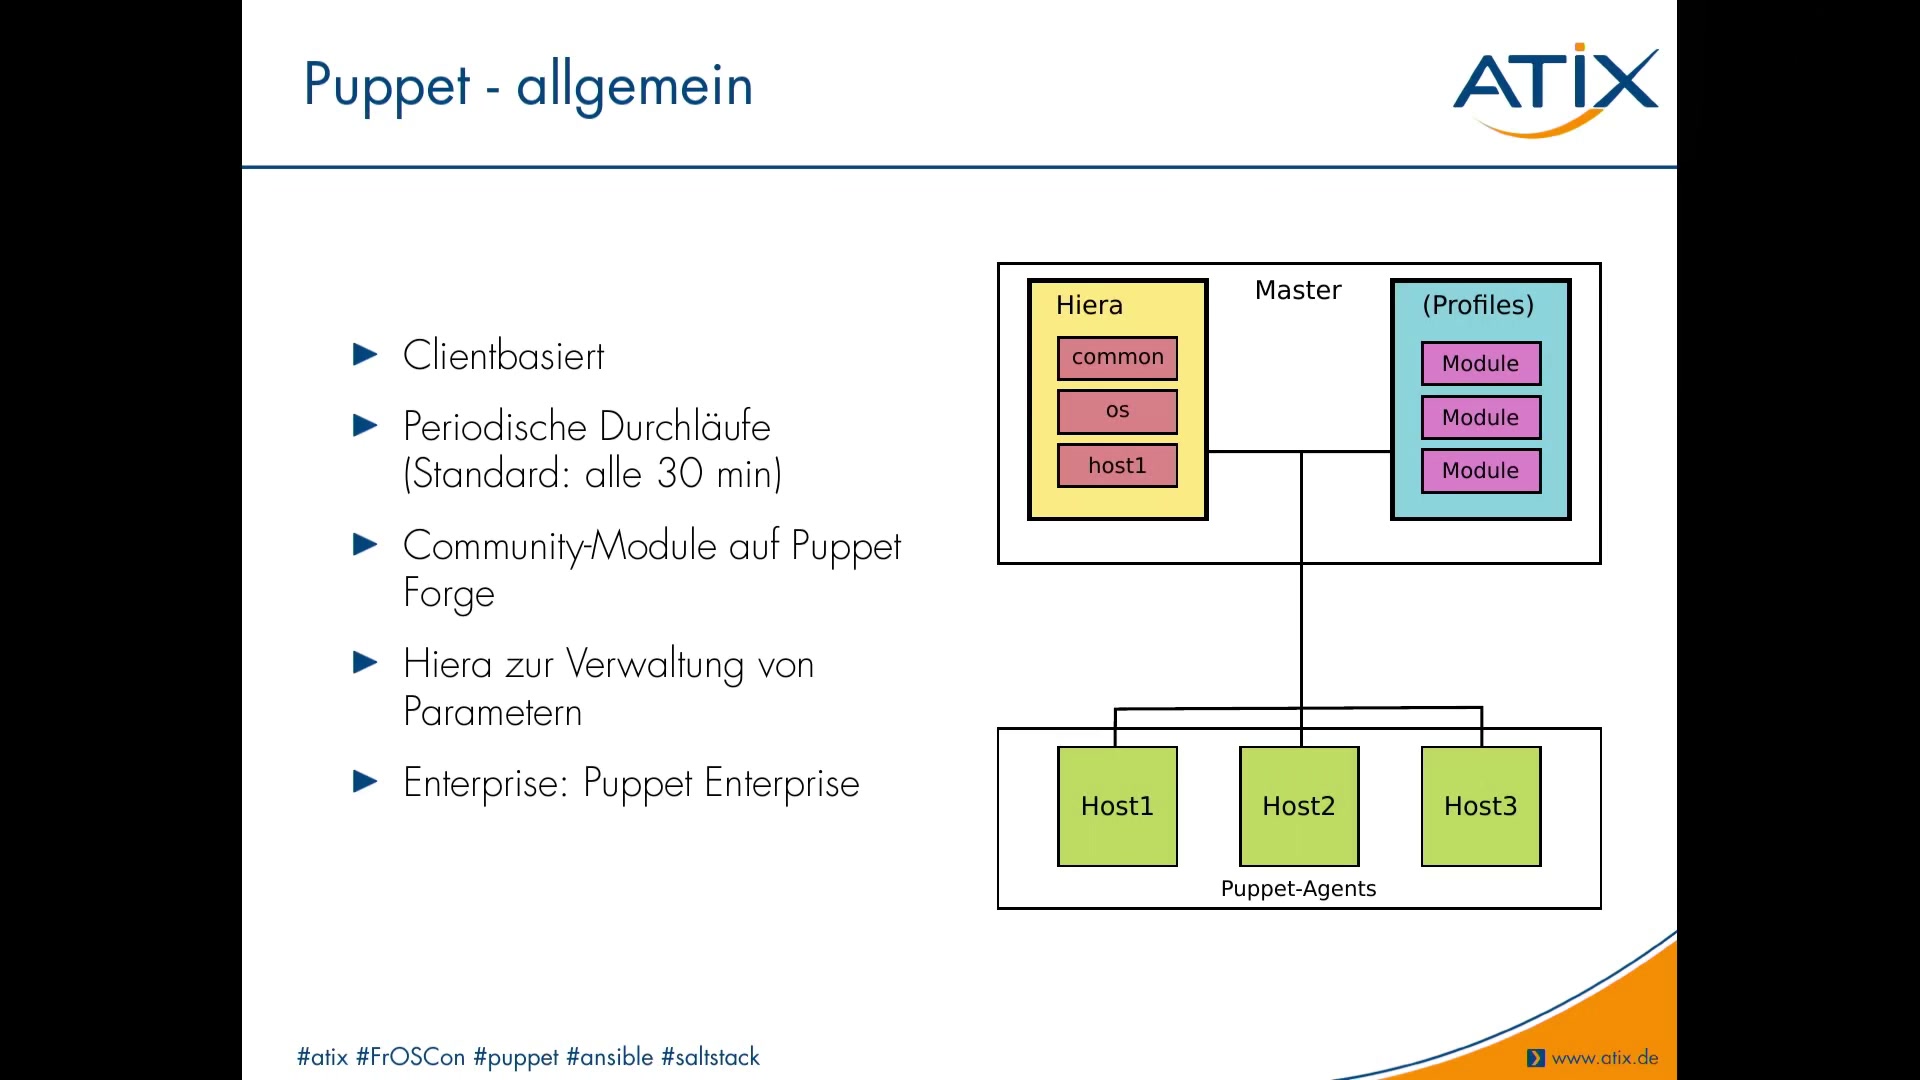 Puppet - allgemein
ATIX
Clientbasiert
Periodische Durchläufe
(Standard: alle 30 min)
Community-Module auf Puppet
Forge
Hiera zur Verwaltung von
Parametern
Enterprise: Puppet Enterprise
Master
Hiera
common
os
host1
(Profiles)
Module
Module
Module
Host1
Host2
Host3
Puppet-Agents
#atix #FrOSCon #puppet #ansible #saltstack
www.atix.de